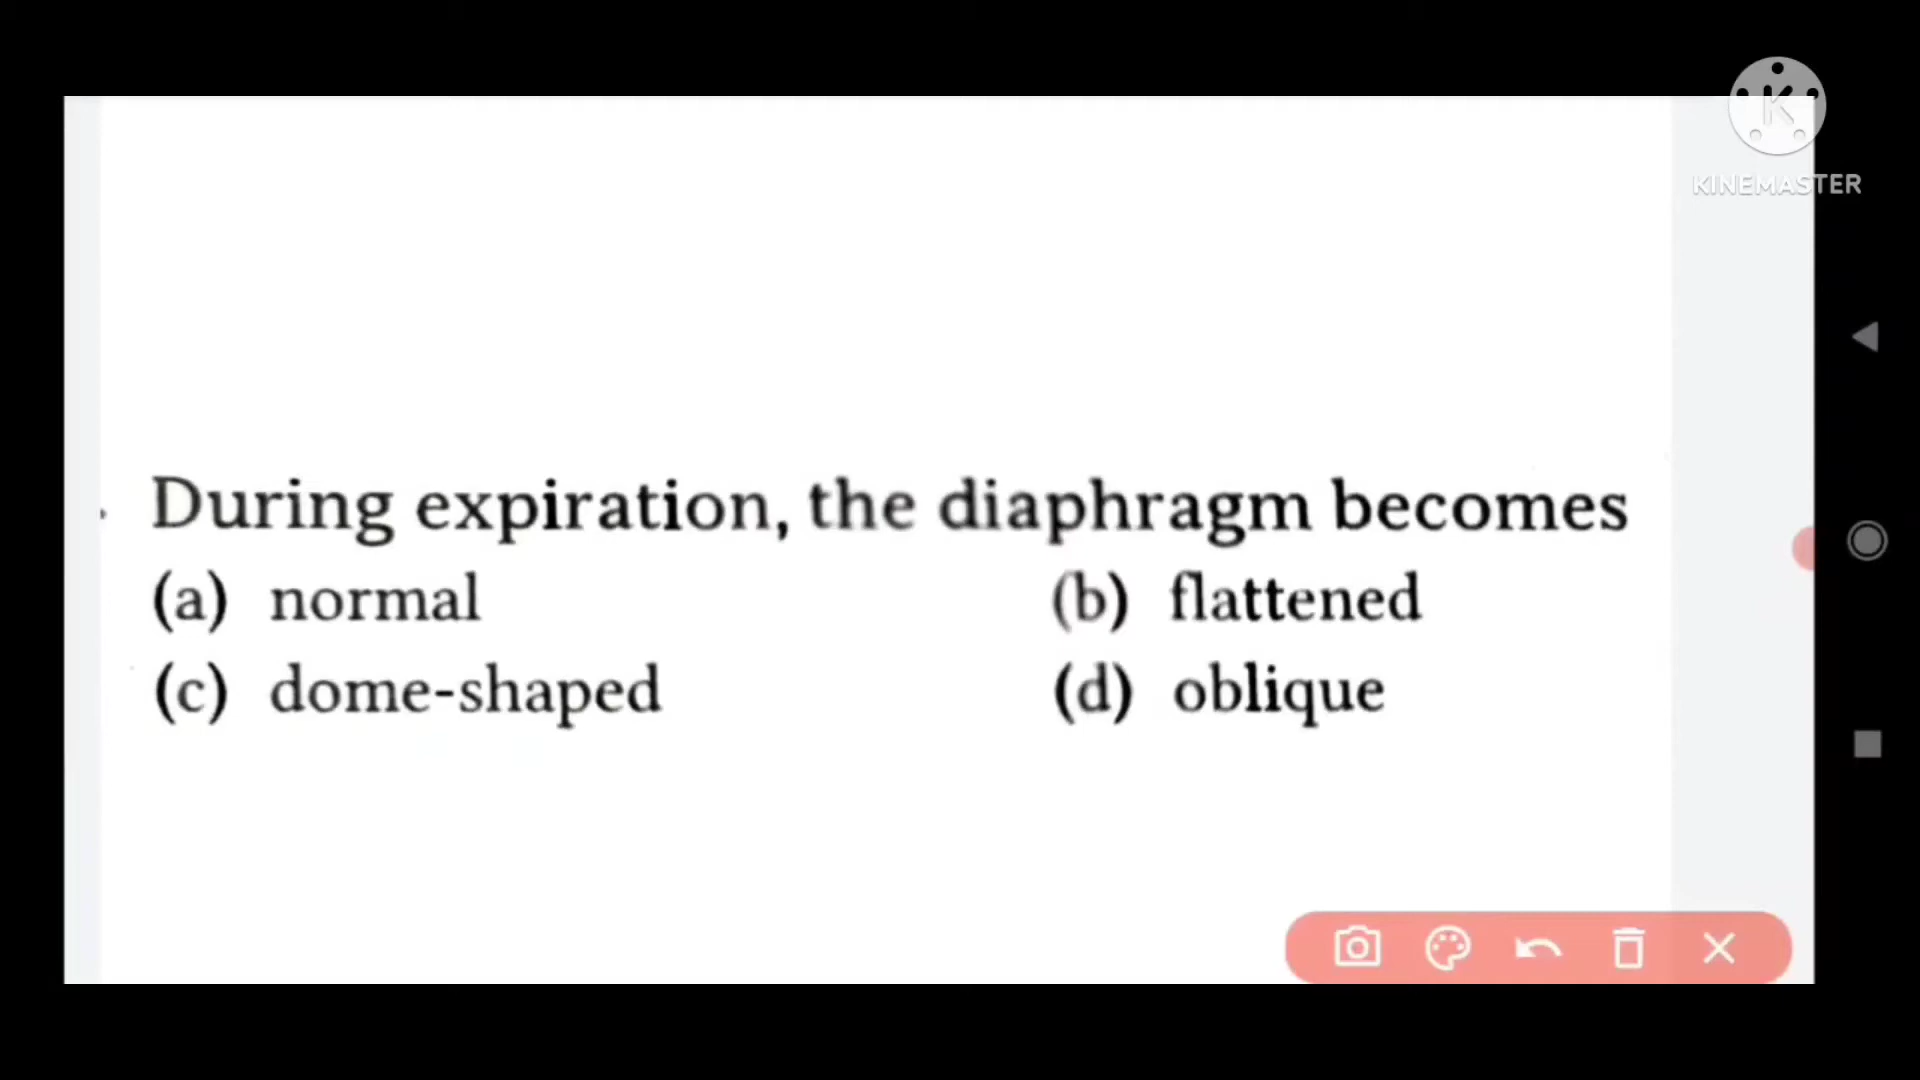 KINEMASTER
During expiration, the diaphragm becomes
(a) normal (b) flattened
(c) dome-shaped (d) oblique